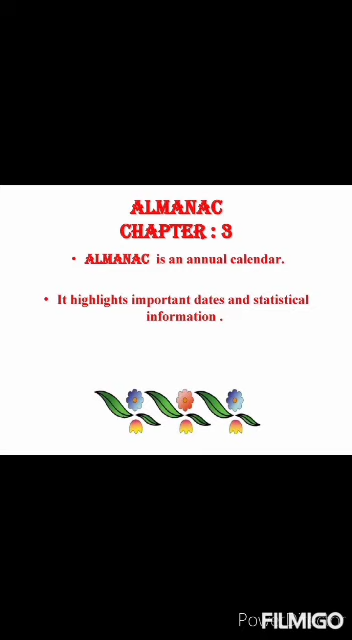 ALMANAC
CHAPTER : 3
• ALMANAC is an annual calendar.
• It highlights important dates and statistical
information .
FILMIGO